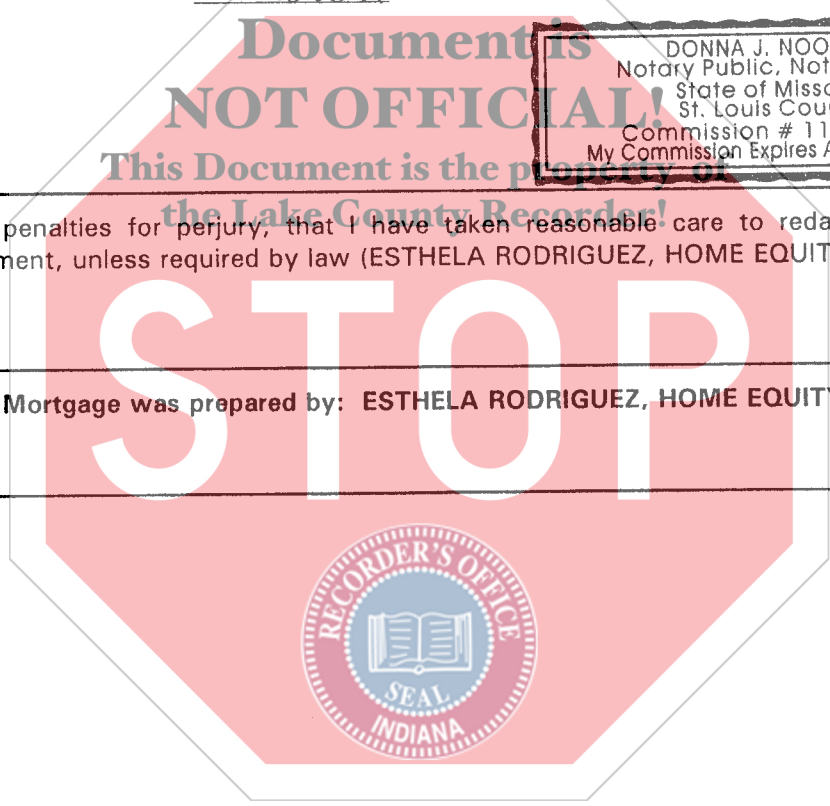 Document is
NOT OFFICIAL!
This Document is the property of
the Lake County Recorder!
DONNA J. NOO
Notary Public, Not
State of Misso
St. Louis Cou
Commission # 11
My Commission Expires A
penalties for perjury, that I have taken reasonable care to reda
ment, unless required by law (ESTHELA RODRIGUEZ, HOME EQUIT
STOP
Mortgage was prepared by: ESTHELA RODRIGUEZ, HOME EQUITY
RECORDER'S OFFICE
SEAL
INDIANA